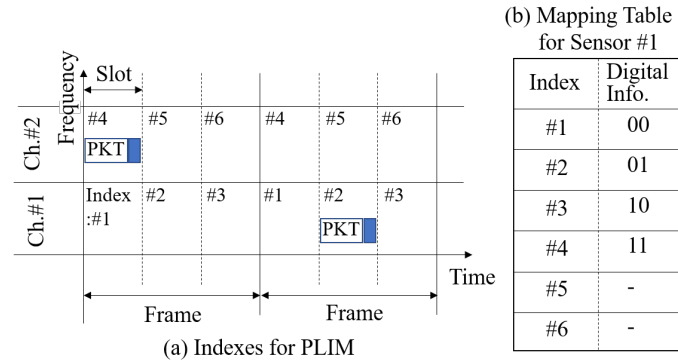 (b) Mapping Table
for Sensor #1
Frequency
Slot
Ch.#2
#4 #5 #6 #4 #5 #6
PKT
Ch.#1
Index #2 #3 #1 #2 #3
:#1
PKT
Time
Frame Frame
(a) Indexes for PLIM
Index Digital
Info.
#1 00
#2 01
#3 10
#4 11
#5 -
#6 -